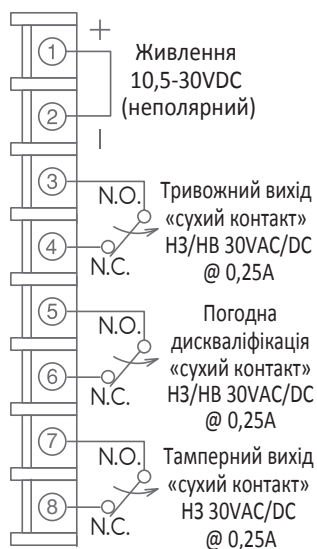 1
+
Живлення
10,5-30VDC
(неполярний)
2
–
3
N.O.
Тривожний вихід
«сухий контакт»
НЗ/НВ 30VAC/DC
@ 0,25A
4
N.C.
5
N.O.
Погодна
дискваліфікація
«сухий контакт»
НЗ/НВ 30VAC/DC
@ 0,25A
6
N.C.
7
N.O.
Тамперний вихід
«сухий контакт»
НЗ 30VAC/DC
@ 0,25A
8
N.C.